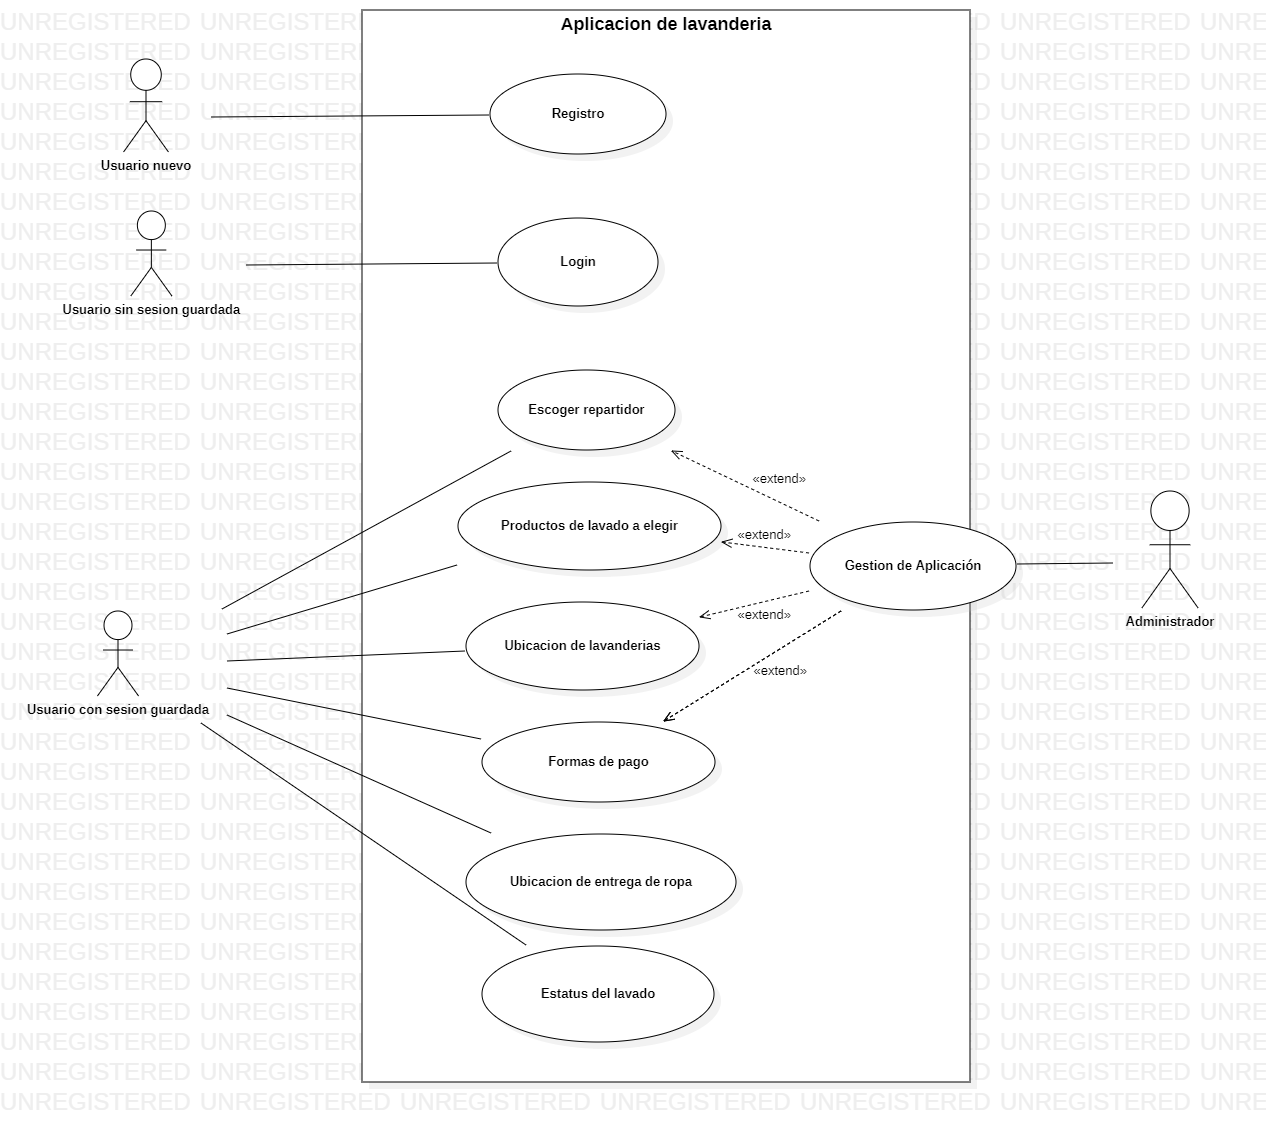 Aplicacion de lavanderia
Registro
Usuario nuevo
Login
Usuario sin sesion guardada
Escoger repartidor
«extend»
Productos de lavado a elegir
«extend»
Gestion de Aplicación
«extend»
Administrador
Ubicacion de lavanderias
«extend»
Usuario con sesion guardada
Formas de pago
Ubicacion de entrega de ropa
Estatus del lavado
UNREGISTERED UNREGISTERED UNREGISTERED UNREGISTERED UNREGISTERED UNREGISTERED UNRE